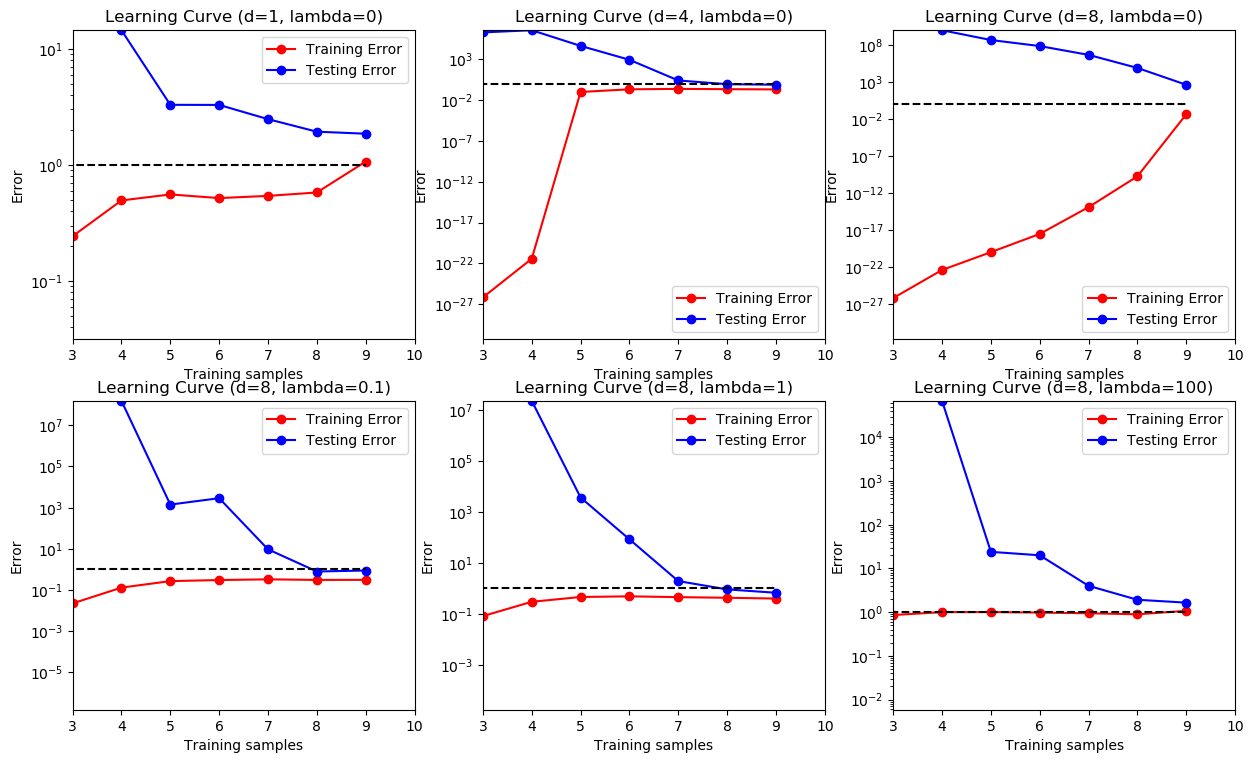 Learning Curve (d=1, lambda=0)
Training Error
Testing Error
10^1
10^0
10^-1
Error
3 4 5 6 7 8 9 10
Training samples
Learning Curve (d=4, lambda=0)
10^3
10^-2
10^-7
10^-12
10^-17
10^-22
10^-27
Error
Training Error
Testing Error
3 4 5 6 7 8 9 10
Training samples
Learning Curve (d=8, lambda=0)
10^8
10^3
10^-2
10^-7
10^-12
10^-17
10^-22
10^-27
Error
Training Error
Testing Error
3 4 5 6 7 8 9 10
Training samples
Learning Curve (d=8, lambda=0.1)
Training Error
Testing Error
10^7
10^5
10^3
10^1
10^-1
10^-3
10^-5
Error
3 4 5 6 7 8 9 10
Training samples
Learning Curve (d=8, lambda=1)
Training Error
Testing Error
10^7
10^5
10^3
10^1
10^-1
10^-3
Error
3 4 5 6 7 8 9 10
Training samples
Learning Curve (d=8, lambda=100)
Training Error
Testing Error
10^4
10^3
10^2
10^1
10^0
10^-1
10^-2
Error
3 4 5 6 7 8 9 10
Training samples